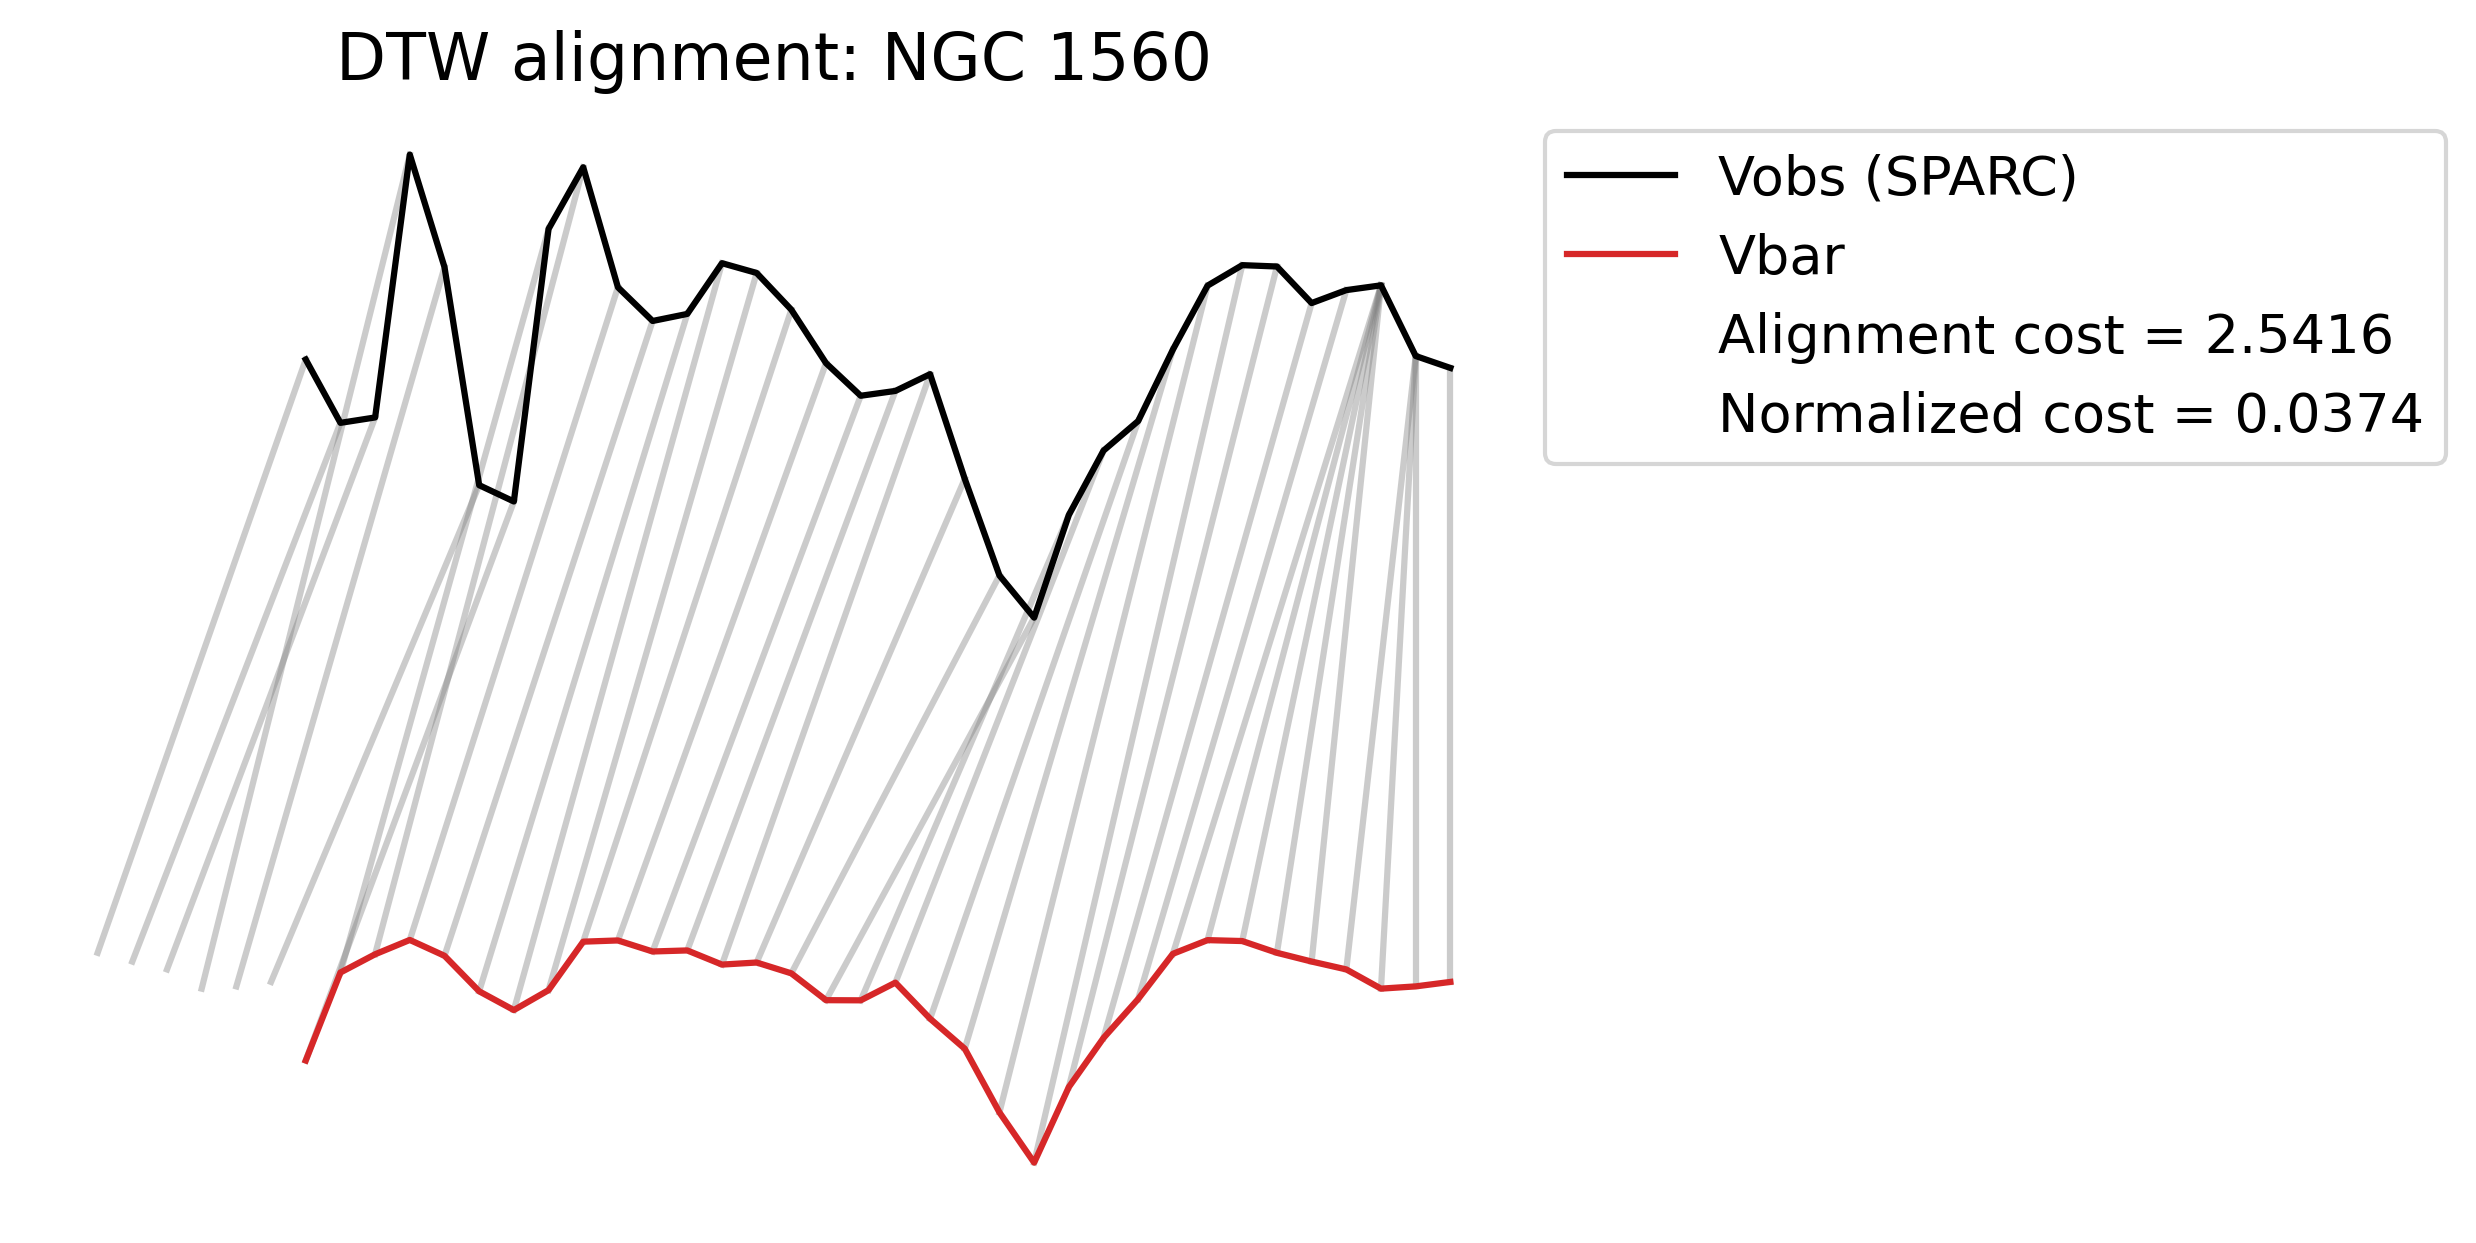 DTW alignment: NGC 1560
Vobs (SPARC)
Vbar
Alignment cost = 2.5416
Normalized cost = 0.0374